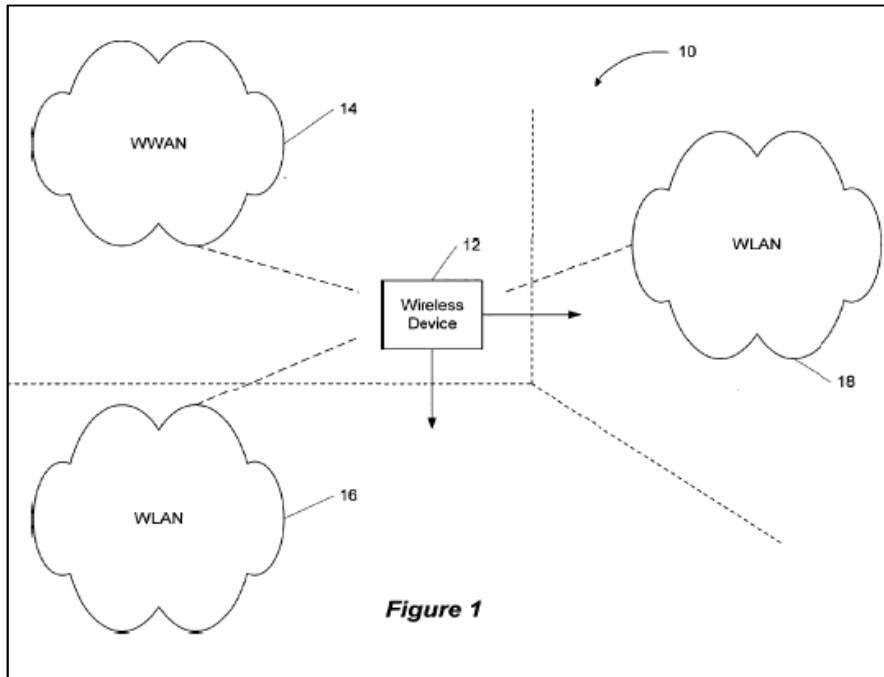 10
14
WWAN
12
WLAN
Wireless
Device
18
16
WLAN
Figure 1